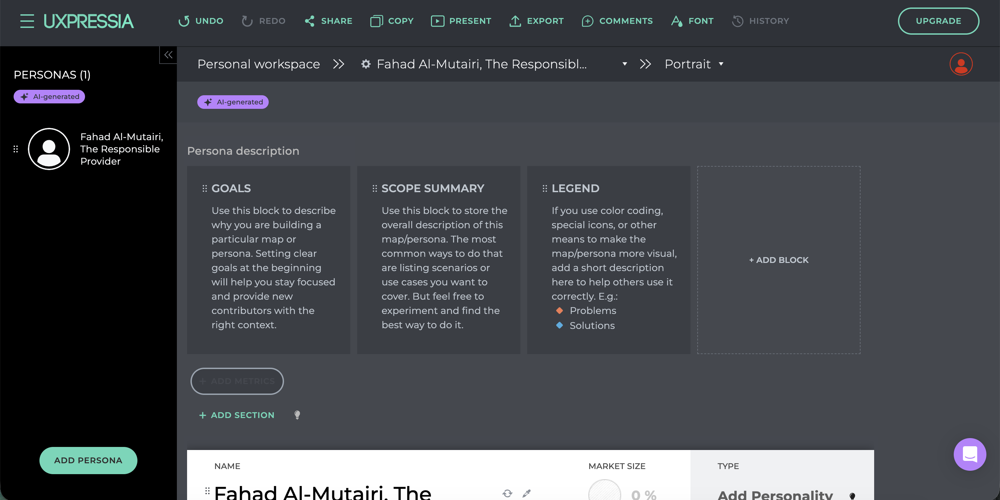 UXPRESSIA
UNDO
REDO
SHARE
COPY
PRESENT
EXPORT
COMMENTS
FONT
HISTORY
UPGRADE
PERSONAS (1)
AI-generated
Fahad Al-Mutairi,
The Responsible
Provider
ADD PERSONA
Personal workspace
Fahad Al-Mutairi, The Responsibl...
Portrait
AI-generated
Persona description
GOALS
Use this block to describe
why you are building a
particular map or
persona. Setting clear
goals at the beginning
will help you stay focused
and provide new
contributors with the
right context.
SCOPE SUMMARY
Use this block to store the
overall description of this
map/persona. The most
common ways to do that
are listing scenarios or
use cases you want to
cover. But feel free to
experiment and find the
best way to do it.
LEGEND
If you use color coding,
special icons, or other
means to make the
map/persona more visual,
add a short description
here to help others use it
correctly. E.g.:
Problems
Solutions
+ ADD BLOCK
+ ADD METRICS
+ ADD SECTION
NAME
Fahad Al-Mutairi, The
MARKET SIZE
0 %
TYPE
Add Personality